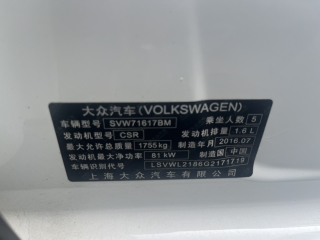 大众汽车(VOLKSWAGEN)
车辆型号 SVW71617BM 乘坐人数 5
发动机型号 CSR 发动机排量 1.6 L
最大允许总质量 1755 kg 制造年月 2016.07
发动机最大净功率 81 kW 制造国 中国
车辆识别代号 LSVWL2186G2171719
上海大众汽车有限公司